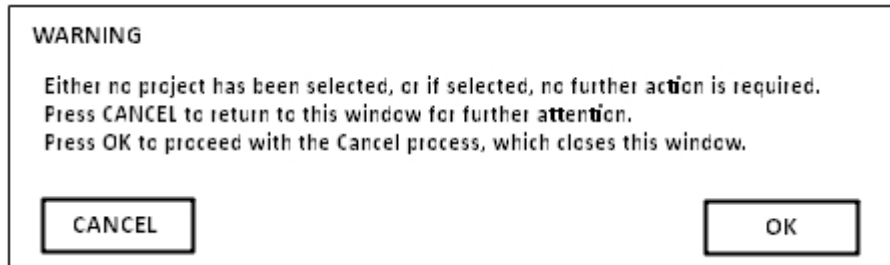 WARNING
Either no project has been selected, or if selected, no further action is required.
Press CANCEL to return to this window for further attention.
Press OK to proceed with the Cancel process, which closes this window.
CANCEL
OK